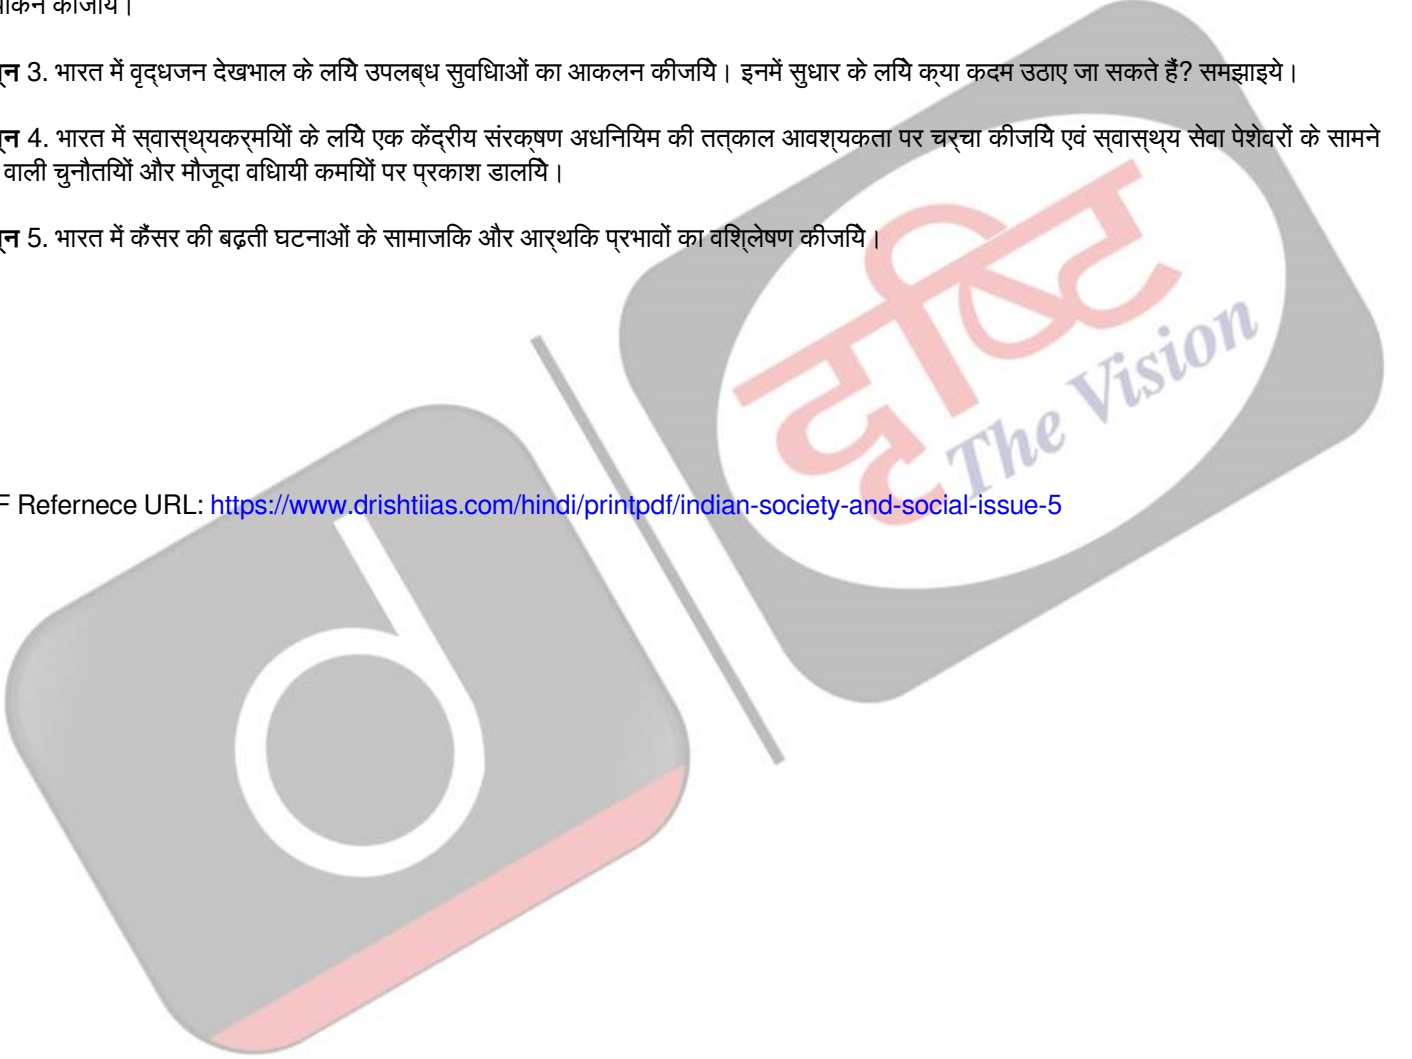 कीजिये।
प्रश्न 3. भारत में वृद्धजन देखभाल के लिये उपलब्ध सुविधाओं का आकलन कीजिये। इनमें सुधार के लिये क्या कदम उठाए जा सकते हैं? समझाइये।
प्रश्न 4. भारत में स्वास्थ्यकर्मियों के लिये एक केंद्रीय संरक्षण अधिनियम की तत्काल आवश्यकता पर चर्चा कीजिये एवं स्वास्थ्य सेवा पेशेवरों के सामने
वाली चुनौतियों और मौजूदा विधायी कमियों पर प्रकाश डालिये।
प्रश्न 5. भारत में कैंसर की बढ़ती घटनाओं के सामाजिक और आर्थिक प्रभावों का विश्लेषण कीजिये।
दृष्टि
The Vision
F Refernece URL: https://www.drishtiias.com/hindi/printpdf/indian-society-and-social-issue-5
d